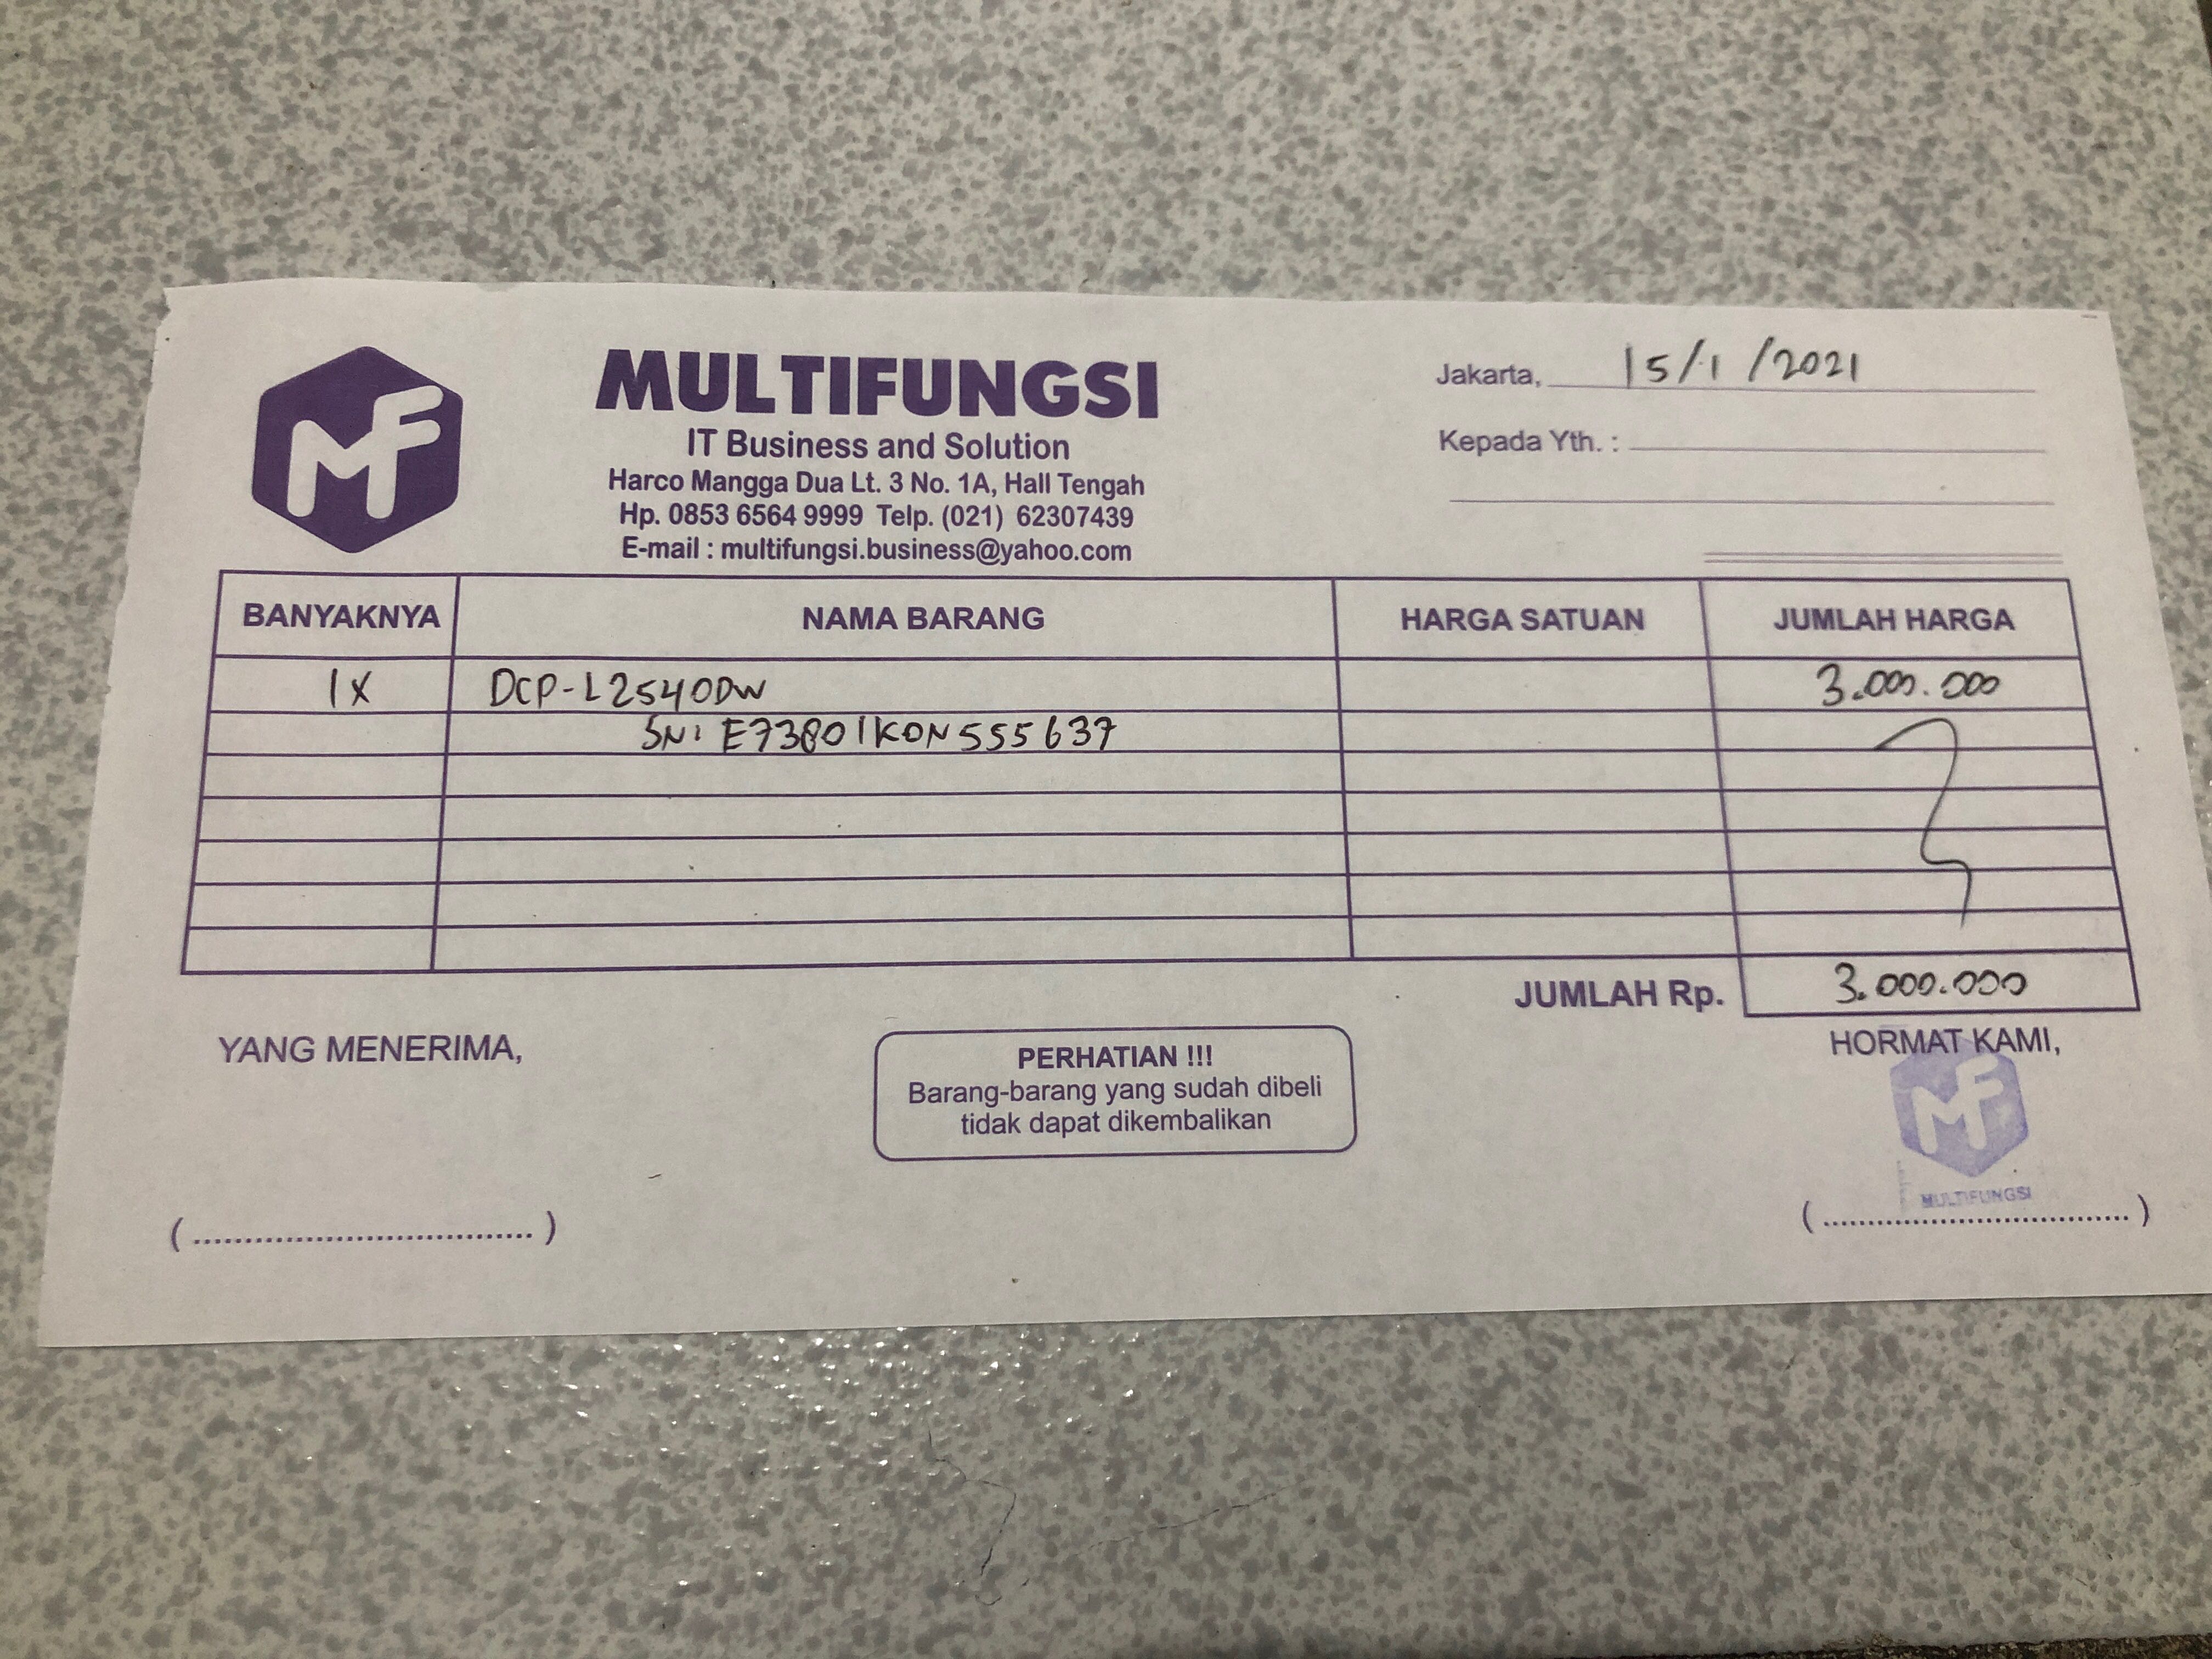 MF
MULTIFUNGSI
IT Business and Solution
Harco Mangga Dua Lt. 3 No. 1A, Hall Tengah
Hp. 0853 6564 9999 Telp. (021) 62307439
E-mail : multifungsi.business@yahoo.com
Jakarta, 15/1/2021
Kepada Yth. :
BANYAKNYA NAMA BARANG HARGA SATUAN JUMLAH HARGA
1X DCP-L2540DW 3.000.000
SN: E73801K0N555637
JUMLAH Rp. 3.000.000
YANG MENERIMA,
PERHATIAN !!!
Barang-barang yang sudah dibeli
tidak dapat dikembalikan
HORMAT KAMI,
MF
MULTIFUNGSI
(..................................)
(..................................)